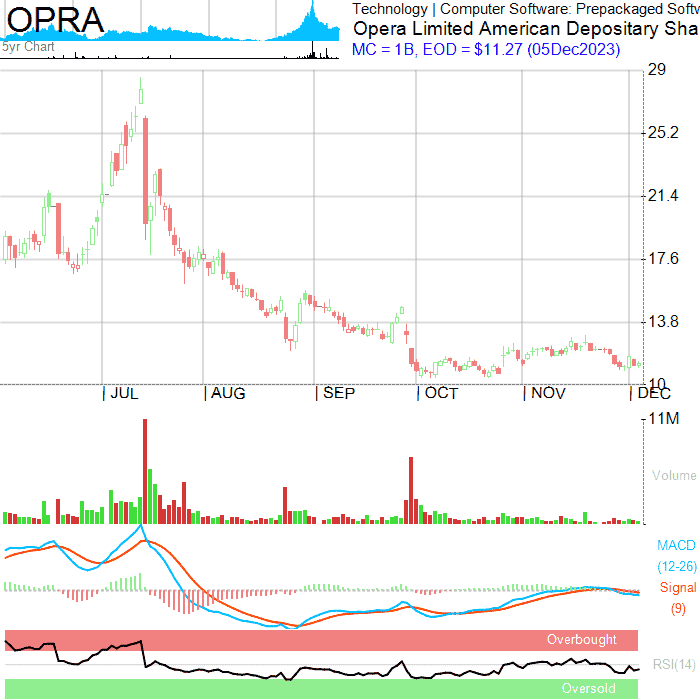 OPRA
5yr Chart
Technology | Computer Software: Prepackaged Softw
Opera Limited American Depositary Sha
MC = 1B, EOD = $11.27 (05Dec2023)
29
25.2
21.4
17.6
13.8
10
JUL AUG SEP OCT NOV DEC
11M
Volume
MACD
(12-26)
Signal
(9)
Overbought
RSI(14)
Oversold